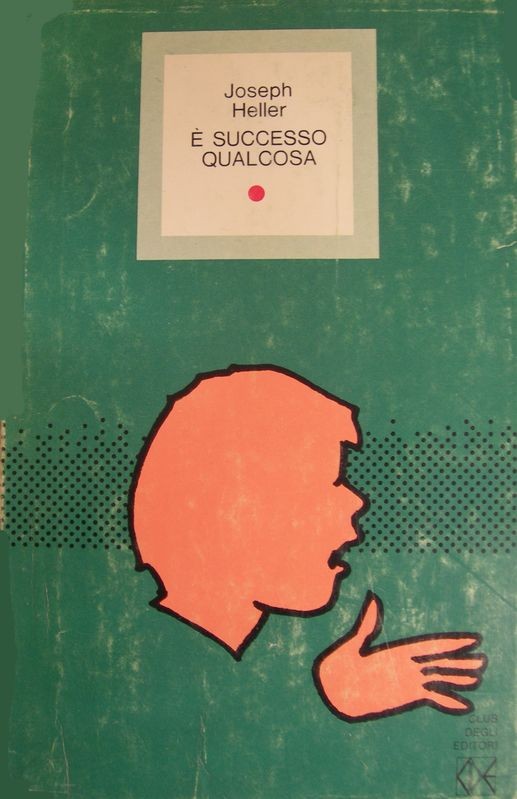 Joseph
Heller
È SUCCESSO
QUALCOSA
CLUB
DEGLI
EDITORI